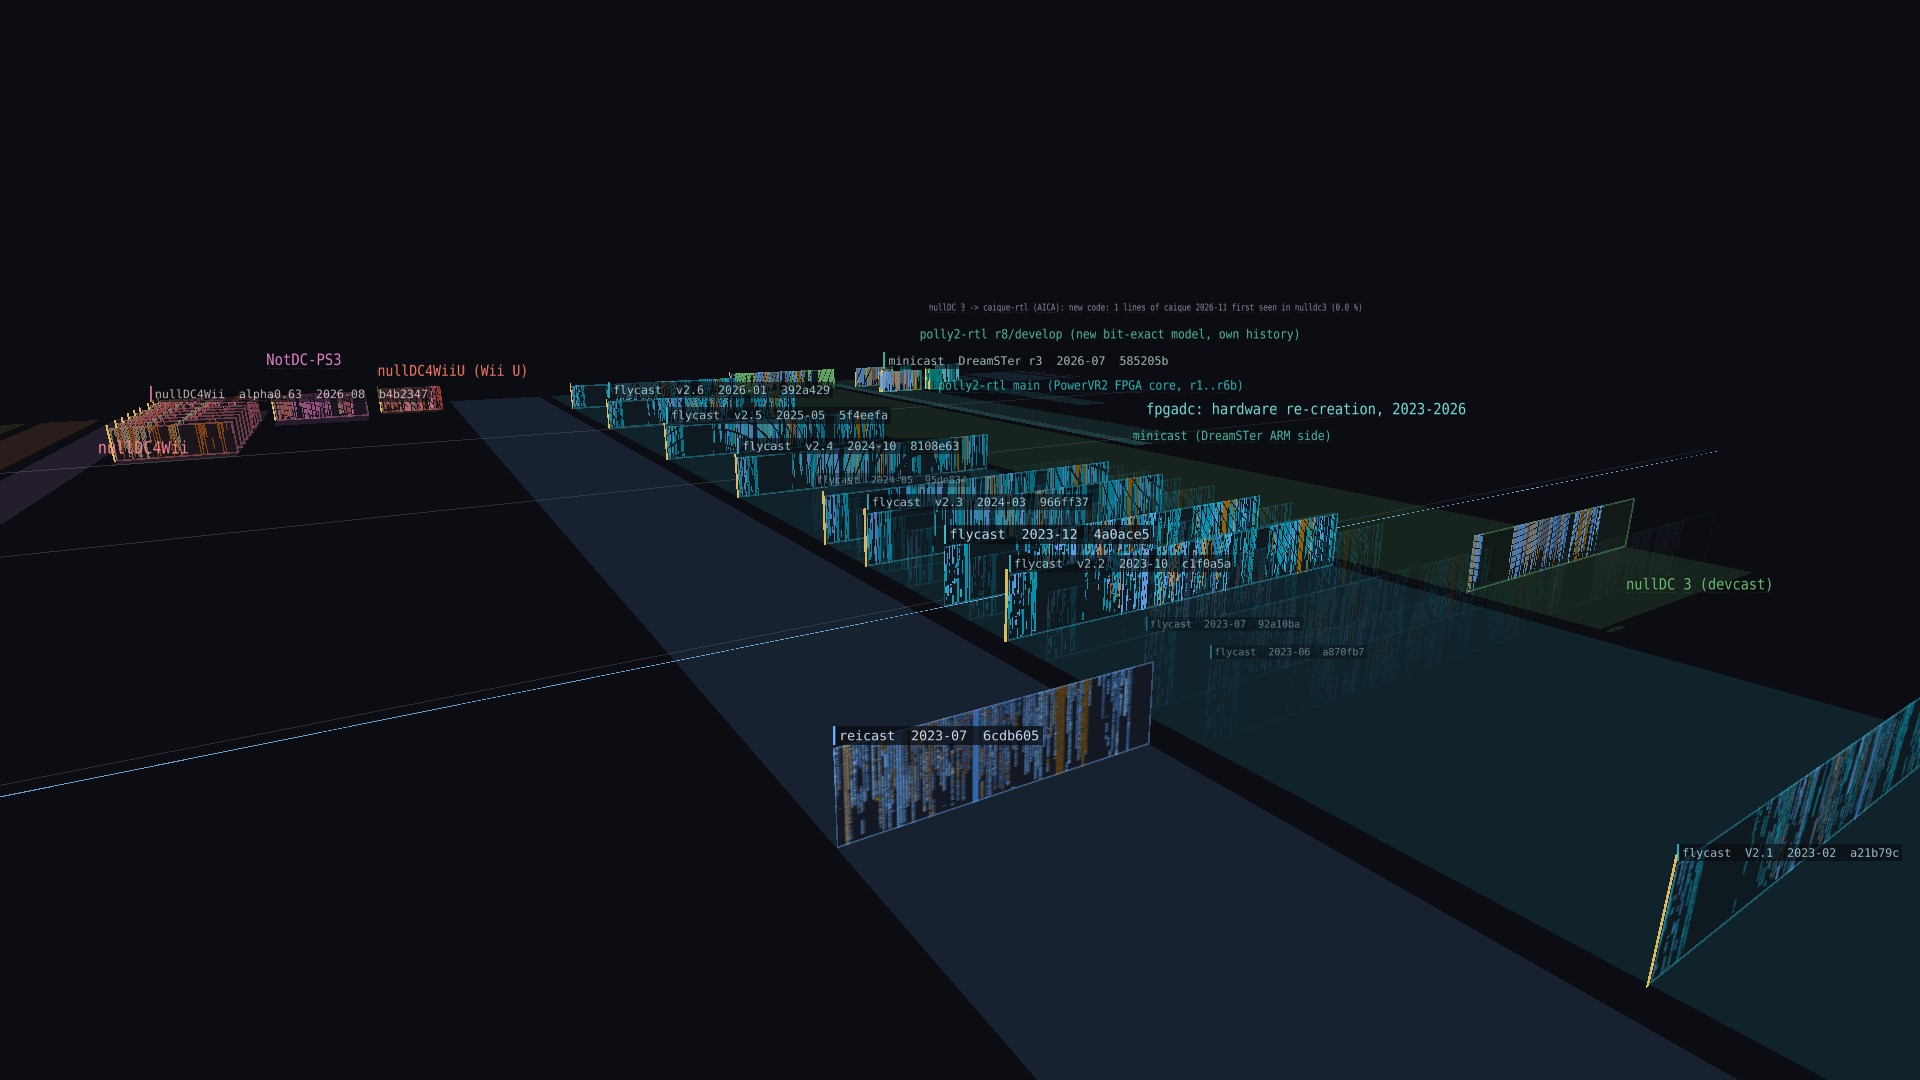 nullDC 3 -> caique-rtl (AICA): new code: 1 lines of caique 2026-11 first seen in nulldc3 (0.0 %)
polly2-rtl r8/develop (new bit-exact model, own history)
NotDC-PS3
minicast DreamSTer r3 2026-07 585205b
nullDC4WiiU (Wii U)
polly2-rtl main (PowerVR2 FPGA core, r1..r6b)
nullDC4Wii alpha0.63 2026-08 b4b2347
flycast v2.6 2026-01 392a429
fpgadc: hardware re-creation, 2023-2026
flycast v2.5 2025-05 5f4eefa
minicast (DreamSTer ARM side)
nullDC4Wii
flycast v2.4 2024-10 8108e63
flycast 2024-05
flycast v2.3 2024-03 966ff37
flycast 2023-12 4a0ace5
flycast v2.2 2023-10 c1f0a5a
nullDC 3 (devcast)
flycast 2023-07 92a10ba
flycast 2023-06 a870fb7
reicast 2023-07 6cdb605
flycast V2.1 2023-02 a21b79c